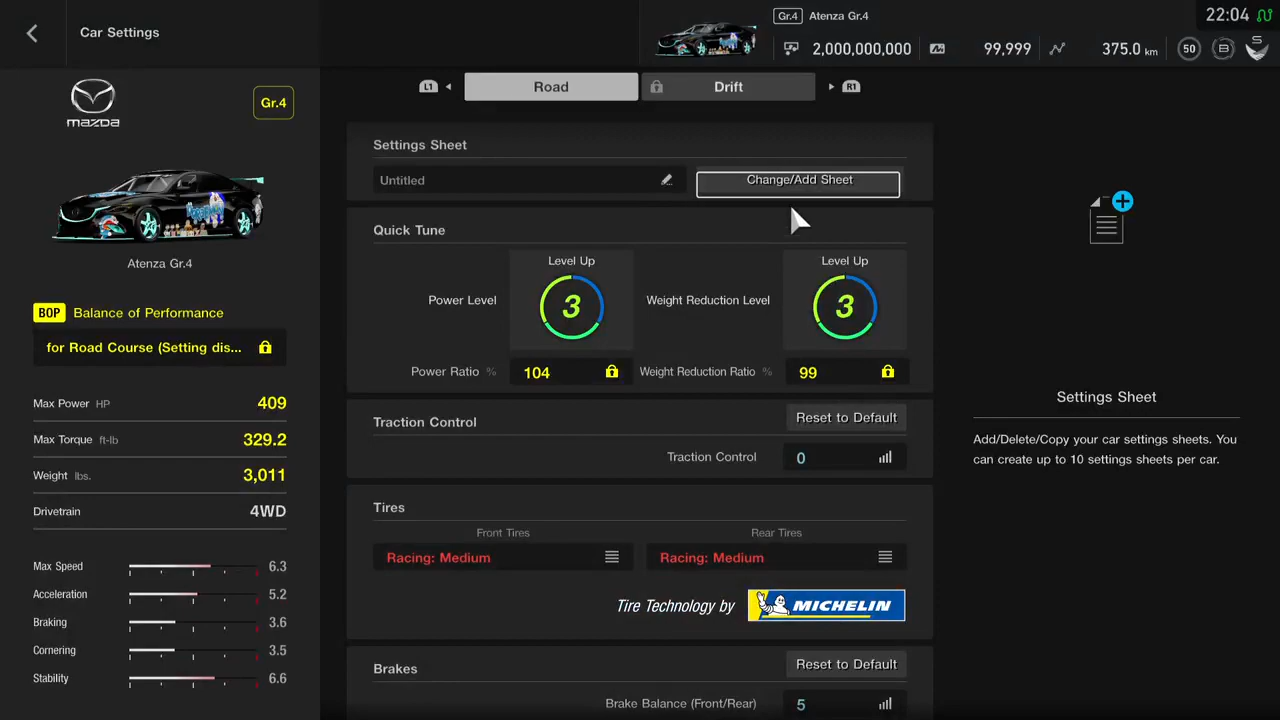 Car Settings
Gr.4 Atenza Gr.4
2,000,000,000 99,999 375.0 km 50 B S
22:04
L1 Road Drift R1
mazda
Gr.4
Atenza Gr.4
BOP Balance of Performance
for Road Course (Setting dis...
Max Power HP 409
Max Torque ft-lb 329.2
Weight lbs. 3,011
Drivetrain 4WD
Max Speed 6.3
Acceleration 5.2
Braking 3.6
Cornering 3.5
Stability 6.6
Settings Sheet
Untitled Change/Add Sheet
Quick Tune
Level Up Level Up
Power Level 3 Weight Reduction Level 3
Power Ratio % 104 Weight Reduction Ratio % 99
Traction Control Reset to Default
Traction Control 0
Tires
Front Tires Rear Tires
Racing: Medium Racing: Medium
Tire Technology by MICHELIN
Brakes Reset to Default
Brake Balance (Front/Rear) 5
Settings Sheet
Add/Delete/Copy your car settings sheets. You
can create up to 10 settings sheets per car.